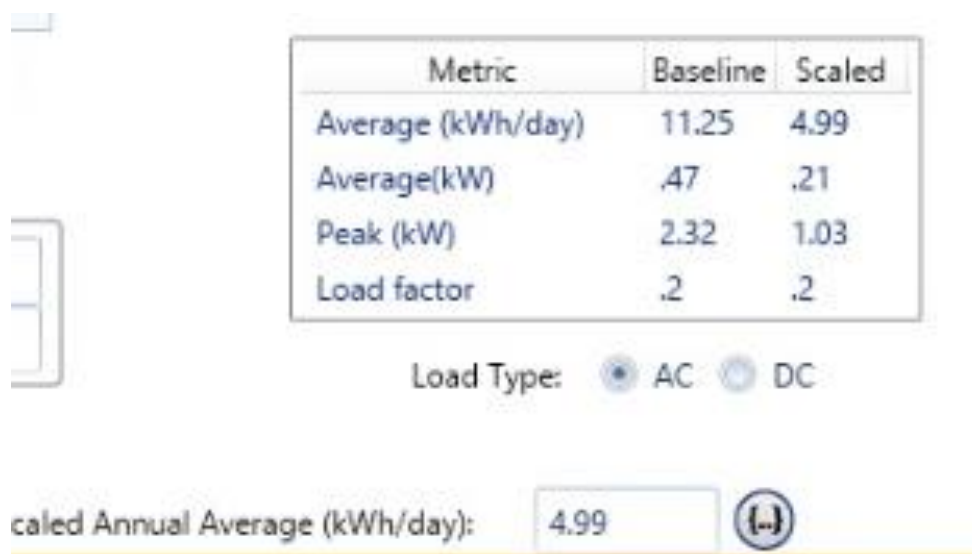 Metric Baseline Scaled
Average (kWh/day) 11.25 4.99
Average(kW) .47 .21
Peak (kW) 2.32 1.03
Load factor .2 .2
Load Type: AC DC
caled Annual Average (kWh/day): 4.99 {..}